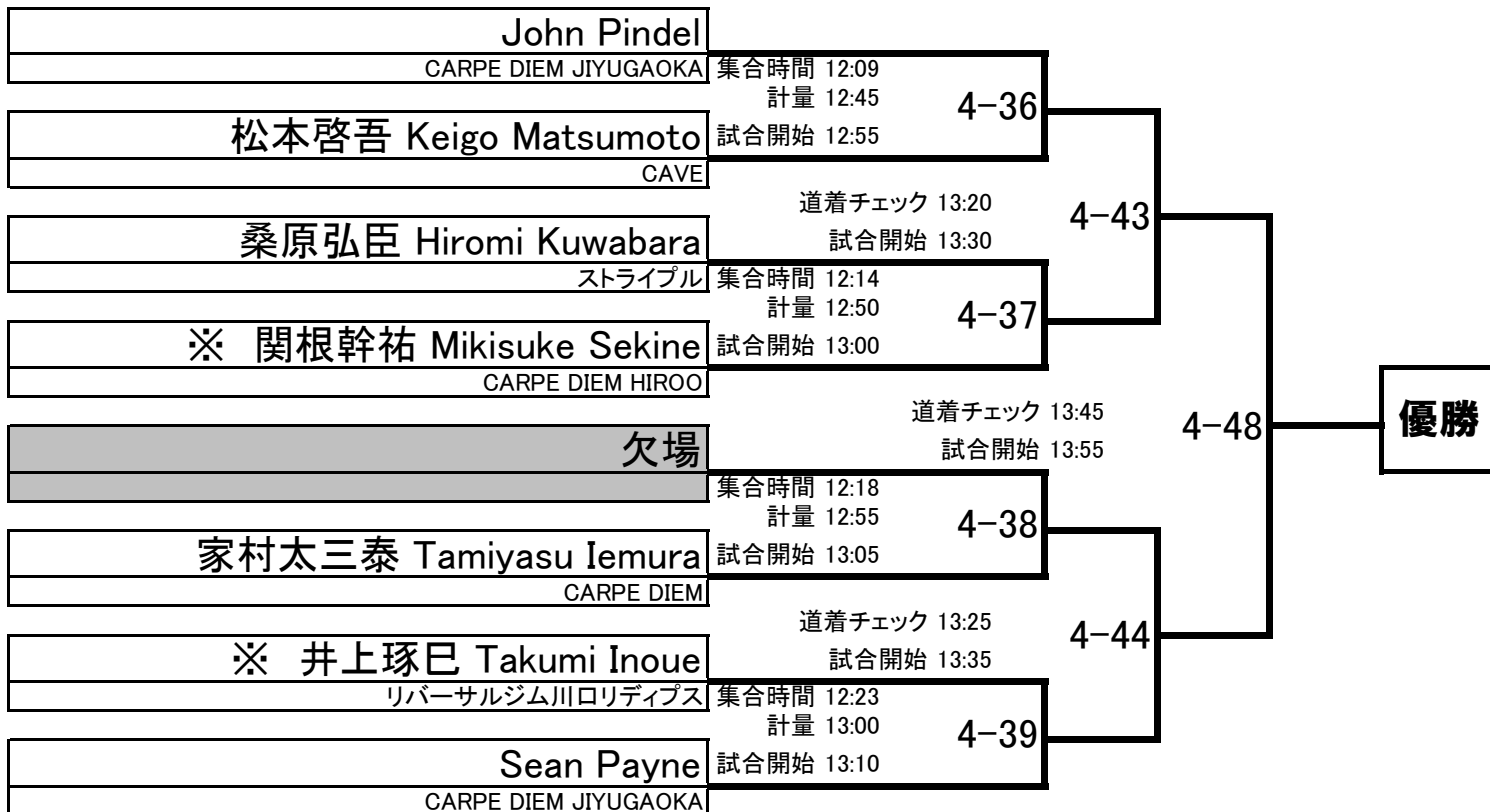 John Pindel
CARPE DIEM JIYUGAOKA
集合時間 12:09
計量 12:45
4-36
松本啓吾 Keigo Matsumoto
試合開始 12:55
CAVE
道着チェック 13:20
4-43
試合開始 13:30
桑原弘臣 Hiromi Kuwabara
ストライプル
集合時間 12:14
計量 12:50
4-37
※ 関根幹祐 Mikisuke Sekine
試合開始 13:00
CARPE DIEM HIROO
道着チェック 13:45
4-48
試合開始 13:55
優勝
欠場
集合時間 12:18
計量 12:55
4-38
家村太三泰 Tamiyasu Iemura
試合開始 13:05
CARPE DIEM
道着チェック 13:25
4-44
試合開始 13:35
※ 井上琢巳 Takumi Inoue
リバーサルジム川口リディプス
集合時間 12:23
計量 13:00
4-39
Sean Payne
試合開始 13:10
CARPE DIEM JIYUGAOKA